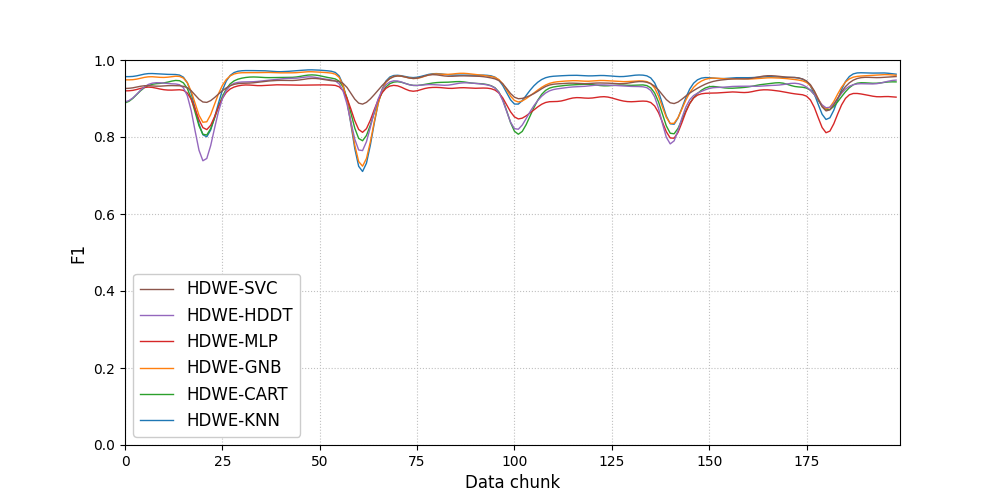 1.0
0.8
0.6
0.4
0.2
0.0
F1
HDWE-SVC
HDWE-HDDT
HDWE-MLP
HDWE-GNB
HDWE-CART
HDWE-KNN
0 25 50 75 100 125 150 175
Data chunk